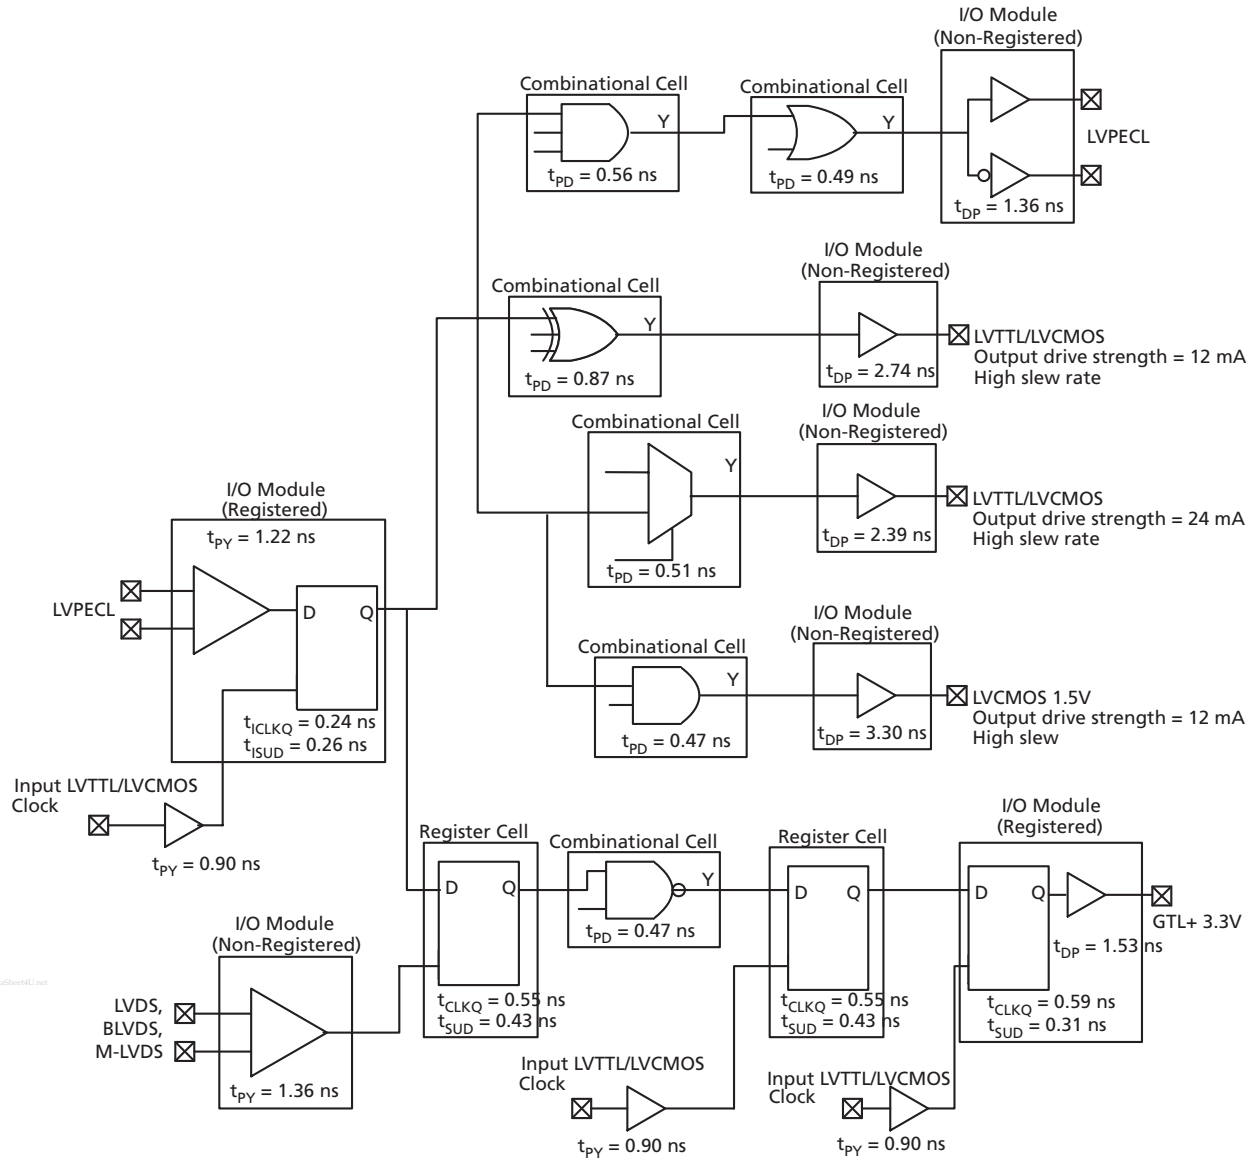 I/O Module
(Non-Registered)
Combinational Cell
Y
tPD = 0.56 ns
Combinational Cell
Y
tPD = 0.49 ns
LVPECL
tDP = 1.36 ns
I/O Module
(Non-Registered)
Combinational Cell
Y
tPD = 0.87 ns
tDP = 2.74 ns
LVTTL/LVCMOS
Output drive strength = 12 mA
High slew rate
I/O Module
(Non-Registered)
Combinational Cell
Y
tPD = 0.51 ns
tDP = 2.39 ns
LVTTL/LVCMOS
Output drive strength = 24 mA
High slew rate
I/O Module
(Registered)
tPY = 1.22 ns
LVPECL
D
Q
tICLKQ = 0.24 ns
tISUD = 0.26 ns
I/O Module
(Non-Registered)
Combinational Cell
Y
tPD = 0.47 ns
tDP = 3.30 ns
LVCMOS 1.5V
Output drive strength = 12 mA
High slew
Input LVTTL/LVCMOS
Clock
tPY = 0.90 ns
Register Cell
D
Q
tCLKQ = 0.55 ns
tSUD = 0.43 ns
Combinational Cell
Y
tPD = 0.47 ns
Register Cell
D
Q
tCLKQ = 0.55 ns
tSUD = 0.43 ns
I/O Module
(Registered)
D
Q
GTL+ 3.3V
tDP = 1.53 ns
tCLKQ = 0.59 ns
tSUD = 0.31 ns
I/O Module
(Non-Registered)
LVDS,
BLVDS,
M-LVDS
tPY = 1.36 ns
Input LVTTL/LVCMOS
Clock
tPY = 0.90 ns
Input LVTTL/LVCMOS
Clock
tPY = 0.90 ns